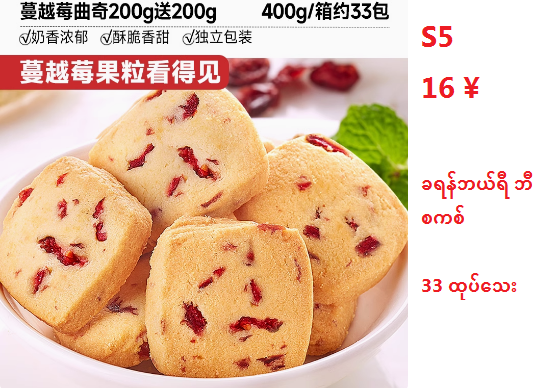 蔓越莓曲奇200g送200g 400g/箱约33包
奶香浓郁 酥脆香甜 独立包装
蔓越莓果粒看得见
S5
16 ¥
ခရန်ဘယ်ရီ ဘီ
စကစ်
33 ထုပ်သေး